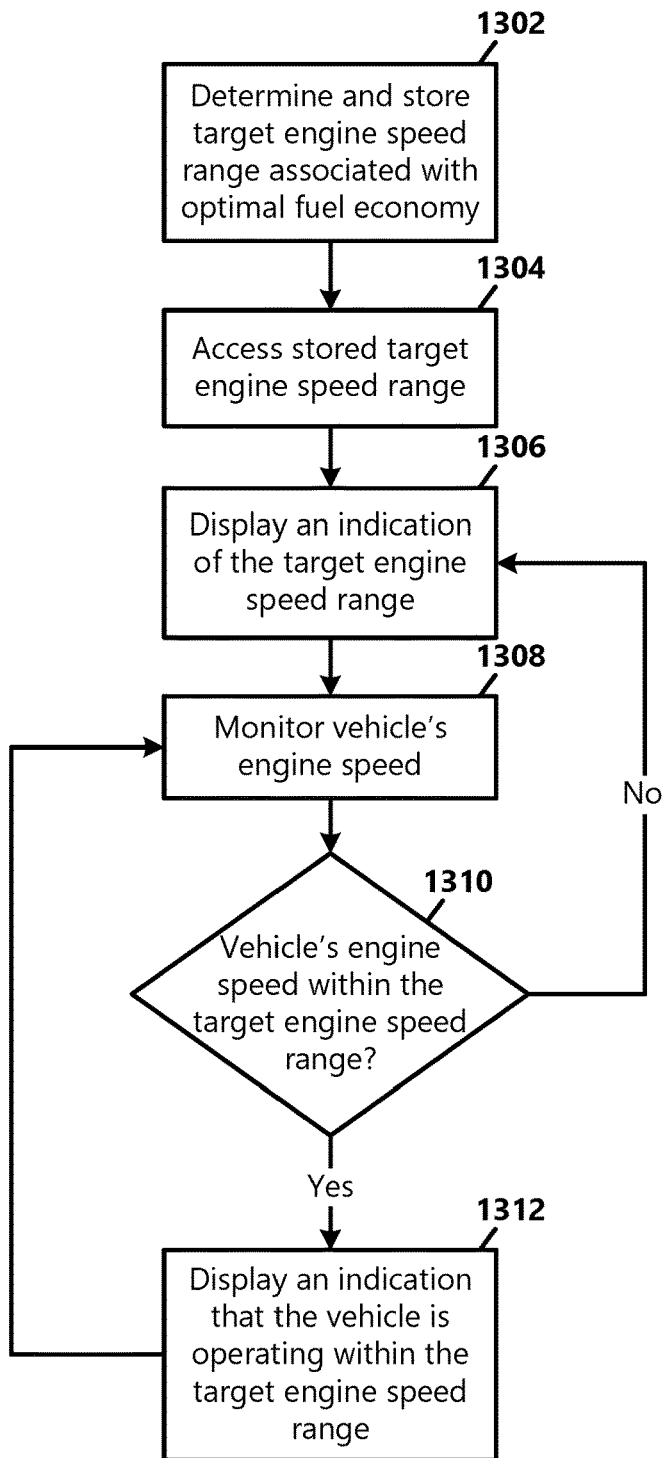 1302
Determine and store
target engine speed
range associated with
optimal fuel economy
1304
Access stored target
engine speed range
1306
Display an indication
of the target engine
speed range
1308
Monitor vehicle's
engine speed
No
1310
Vehicle's engine
speed within the
target engine speed
range?
Yes
1312
Display an indication
that the vehicle is
operating within the
target engine speed
range